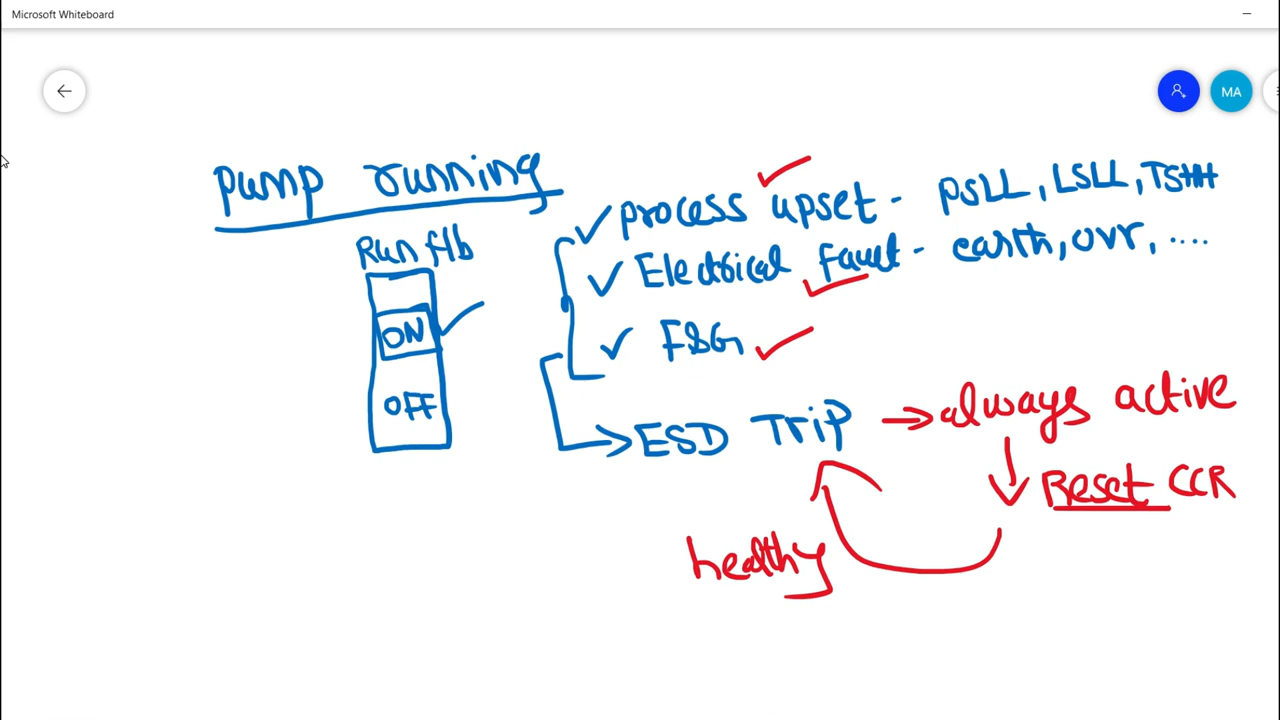 Microsoft Whiteboard
MA
pump running
Run f/b
ON
OFF
process upset - PSLL, LSLL, TSHH
Electrical Fault - earth, ovr, ....
F&G
ESD Trip → always active
Reset CCR
healthy